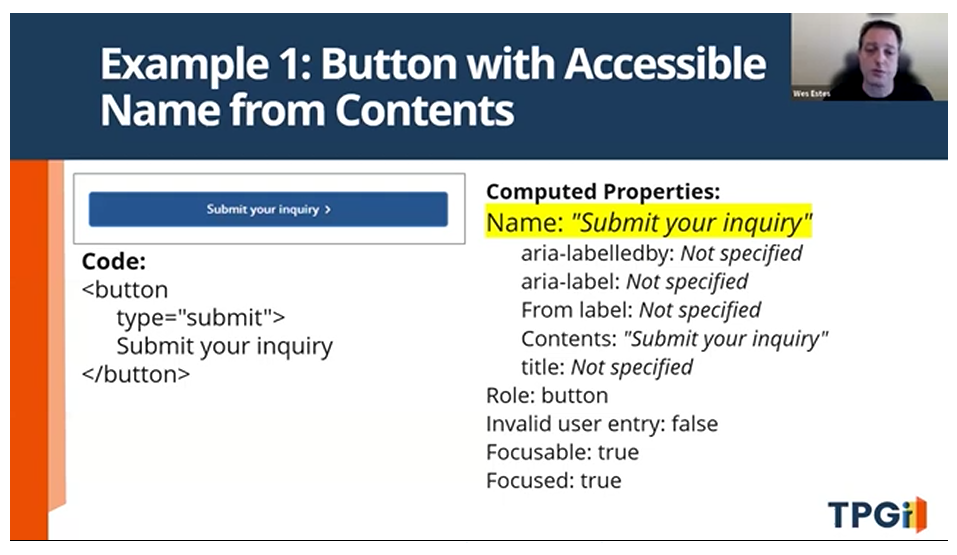 Example 1: Button with Accessible
Name from Contents
Wes Estes
Submit your inquiry >
Code:
<button
type="submit">
Submit your inquiry
</button>
Computed Properties:
Name: "Submit your inquiry"
aria-labelledby: Not specified
aria-label: Not specified
From label: Not specified
Contents: "Submit your inquiry"
title: Not specified
Role: button
Invalid user entry: false
Focusable: true
Focused: true
TPGi